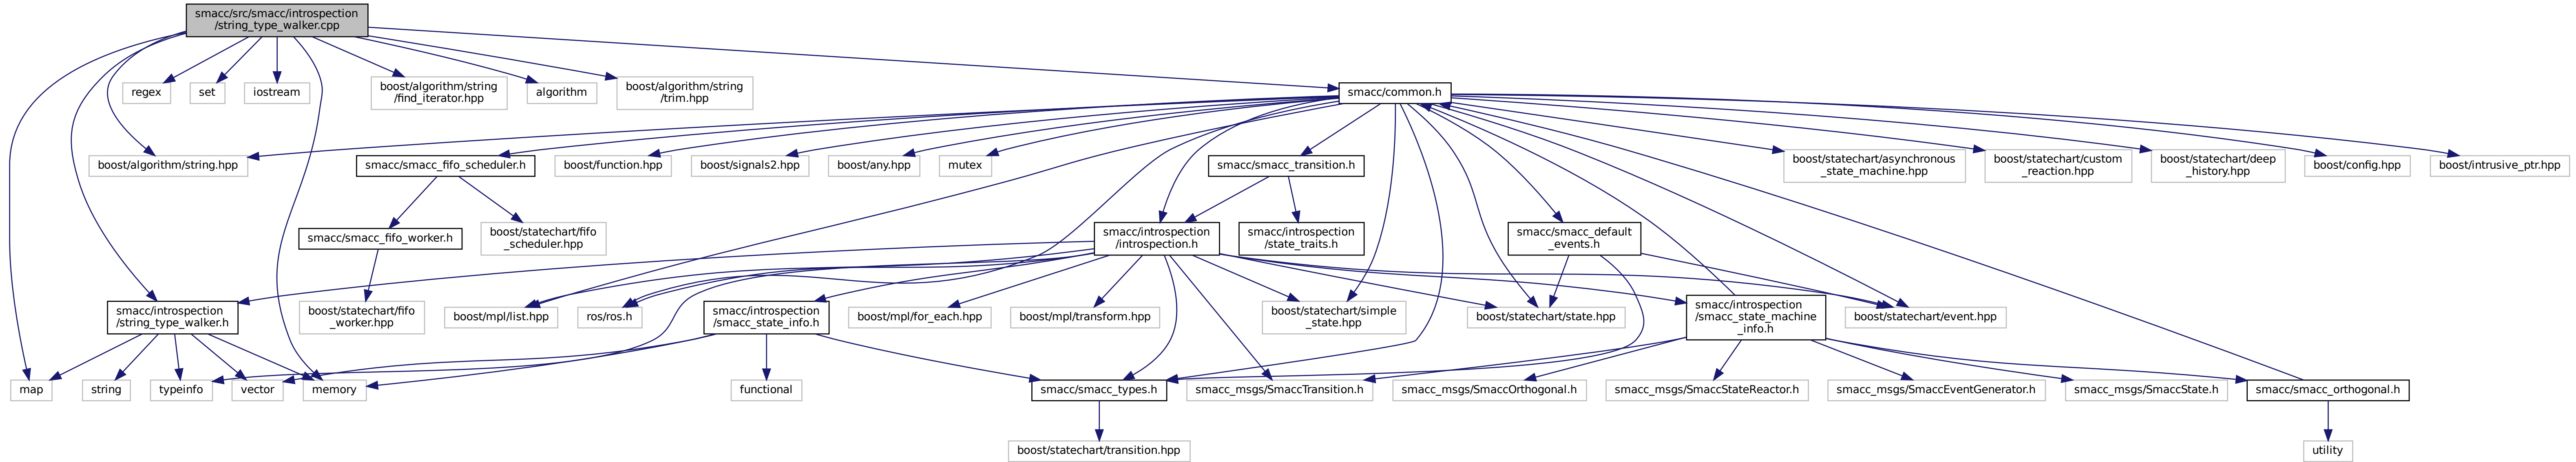 smacc/src/smacc/introspection
/string_type_walker.cpp
regex
set
iostream
boost/algorithm/string
/find_iterator.hpp
algorithm
boost/algorithm/string
/trim.hpp
smacc/common.h
boost/algorithm/string.hpp
smacc/smacc_fifo_scheduler.h
boost/function.hpp
boost/signals2.hpp
boost/any.hpp
mutex
smacc/smacc_transition.h
boost/statechart/asynchronous
_state_machine.hpp
boost/statechart/custom
_reaction.hpp
boost/statechart/deep
_history.hpp
boost/config.hpp
boost/intrusive_ptr.hpp
smacc/smacc_fifo_worker.h
boost/statechart/fifo
_scheduler.hpp
smacc/introspection
/introspection.h
smacc/introspection
/state_traits.h
smacc/smacc_default
_events.h
smacc/introspection
/string_type_walker.h
boost/statechart/fifo
_worker.hpp
boost/mpl/list.hpp
ros/ros.h
smacc/introspection
/smacc_state_info.h
boost/mpl/for_each.hpp
boost/mpl/transform.hpp
boost/statechart/simple
_state.hpp
boost/statechart/state.hpp
smacc/introspection
/smacc_state_machine
_info.h
boost/statechart/event.hpp
map
string
typeinfo
vector
memory
functional
smacc/smacc_types.h
smacc_msgs/SmaccTransition.h
smacc_msgs/SmaccOrthogonal.h
smacc_msgs/SmaccStateReactor.h
smacc_msgs/SmaccEventGenerator.h
smacc_msgs/SmaccState.h
smacc/smacc_orthogonal.h
boost/statechart/transition.hpp
utility